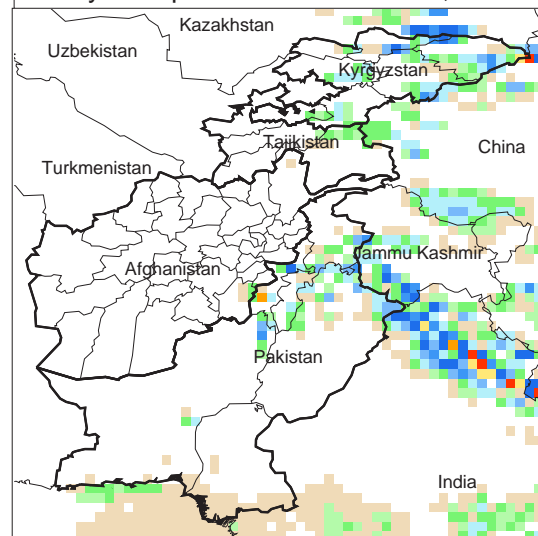 Kazakhstan
Uzbekistan
Kyrgyzstan
Tajikistan
China
Turkmenistan
Jammu Kashmir
Afghanistan
Pakistan
India